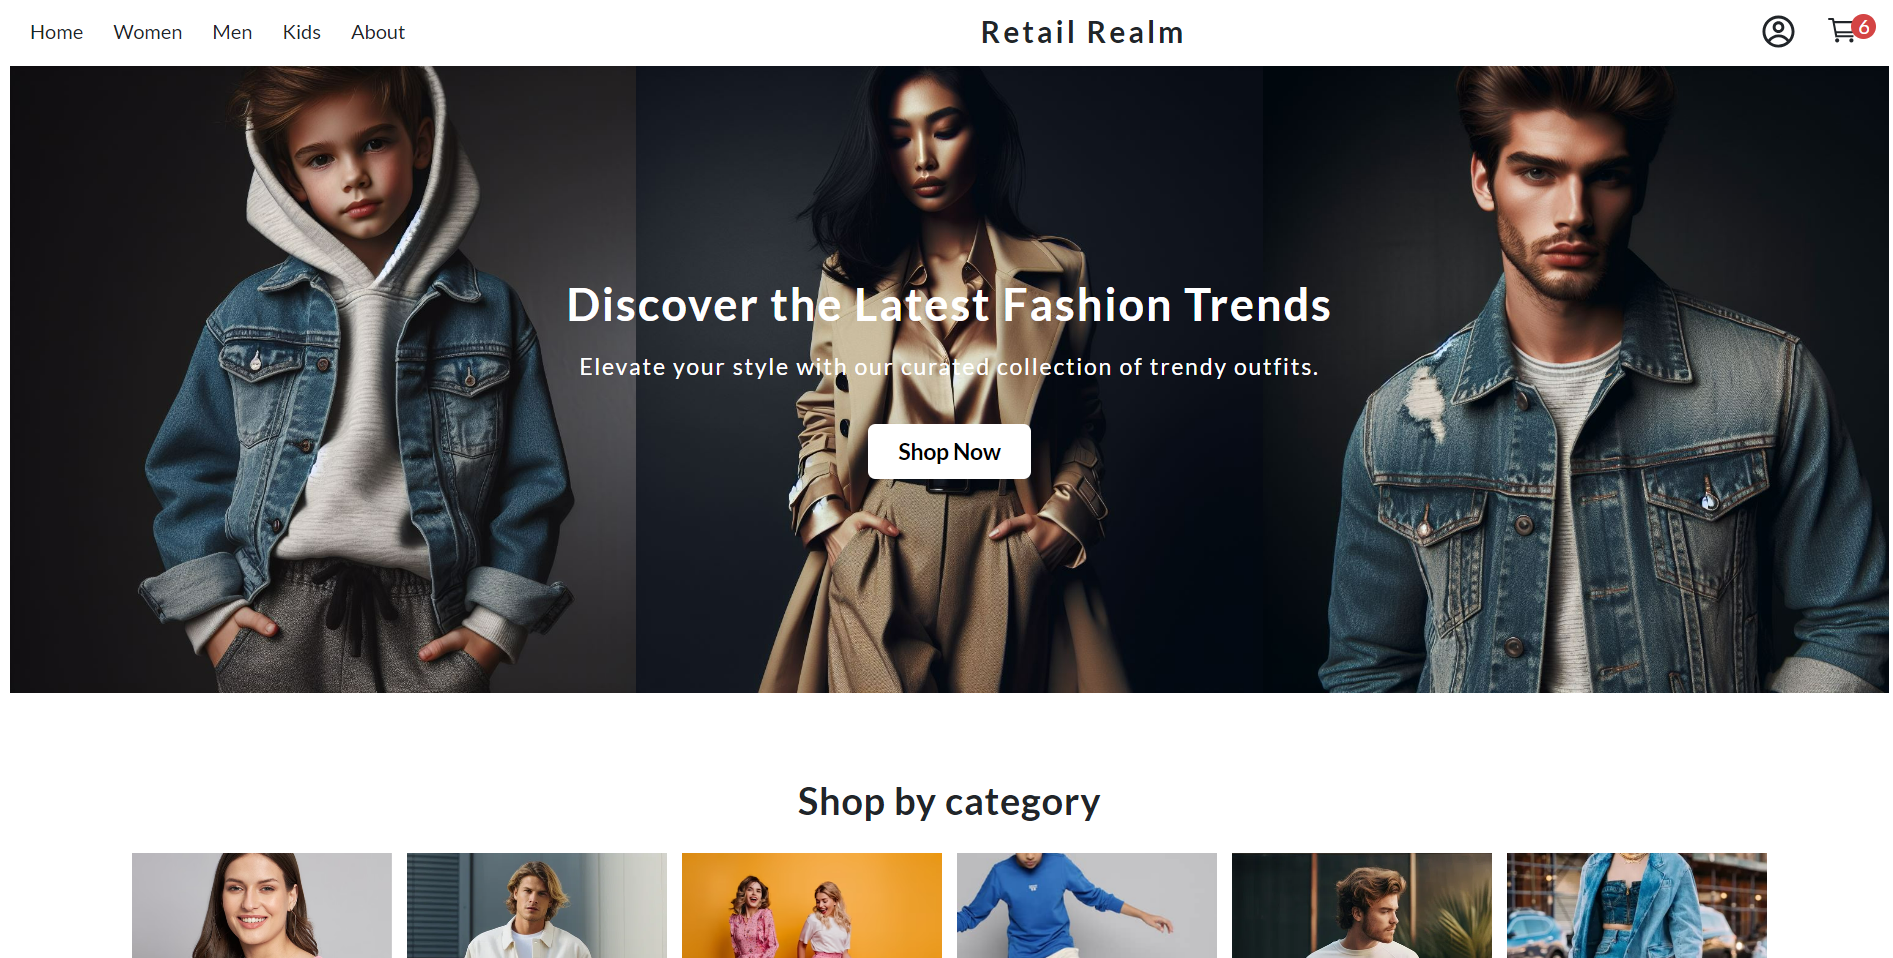 Home Women Men Kids About Retail Realm 6
Discover the Latest Fashion Trends
Elevate your style with our curated collection of trendy outfits.
Shop Now
Shop by category